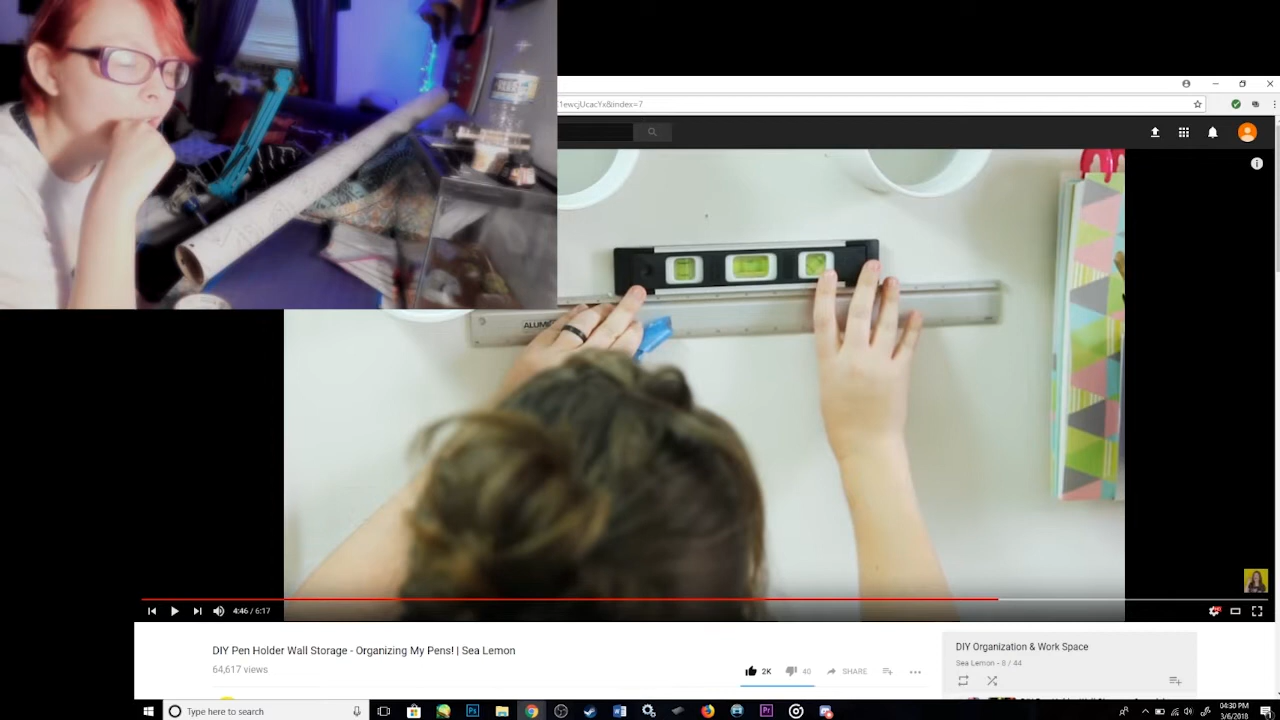 1ewcjUcacYx&index=7
ALUMI
4:46 / 6:17
DIY Pen Holder Wall Storage - Organizing My Pens! | Sea Lemon
64,617 views
2K
40
SHARE
DIY Organization & Work Space
Sea Lemon - 8 / 44
Type here to search
04:30 PM
3/6/2018